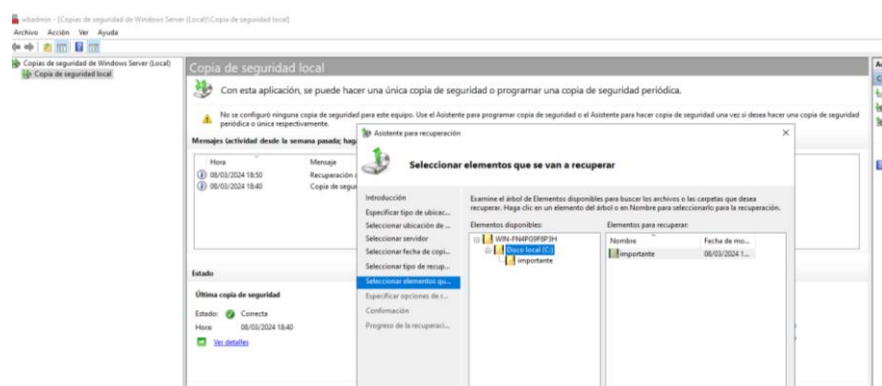 wbadmin - [Copias de seguridad de Windows Server (Local)\Copia de seguridad local]
Archivo Acción Ver Ayuda
Copias de seguridad de Windows Server (Local)
Copia de seguridad local
Copia de seguridad local
Con esta aplicación, se puede hacer una única copia de seguridad o programar una copia de seguridad periódica.
No se configuró ninguna copia de seguridad para este equipo. Use el Asistente para programar copia de seguridad o el Asistente para hacer copia de seguridad una vez si desea hacer una copia de seguridad
periódica o única respectivamente.
Mensajes (actividad desde la semana pasada; haga
Hora Mensaje
08/03/2024 18:50 Recuperación
08/03/2024 18:40 Copia de segu
Estado
Última copia de seguridad
Estado: Correcta
Hora: 08/03/2024 18:40
Ver detalles
Asistente para recuperación
Seleccionar elementos que se van a recuperar
Introducción
Especificar tipo de ubicac...
Seleccionar ubicación de ...
Seleccionar servidor
Seleccionar fecha de copi...
Seleccionar tipo de recup...
Seleccionar elementos qu...
Especificar opciones de r...
Confirmación
Progreso de la recuperaci...
Examine el árbol de Elementos disponibles para buscar los archivos o las carpetas que desea
recuperar. Haga clic en un elemento del árbol o en Nombre para seleccionarlo para la recuperación.
Elementos disponibles:
WIN-FN4PG9F8P3H
Disco local (C:)
importante
Elementos para recuperar:
Nombre Fecha de mo...
importante 08/03/2024 1...